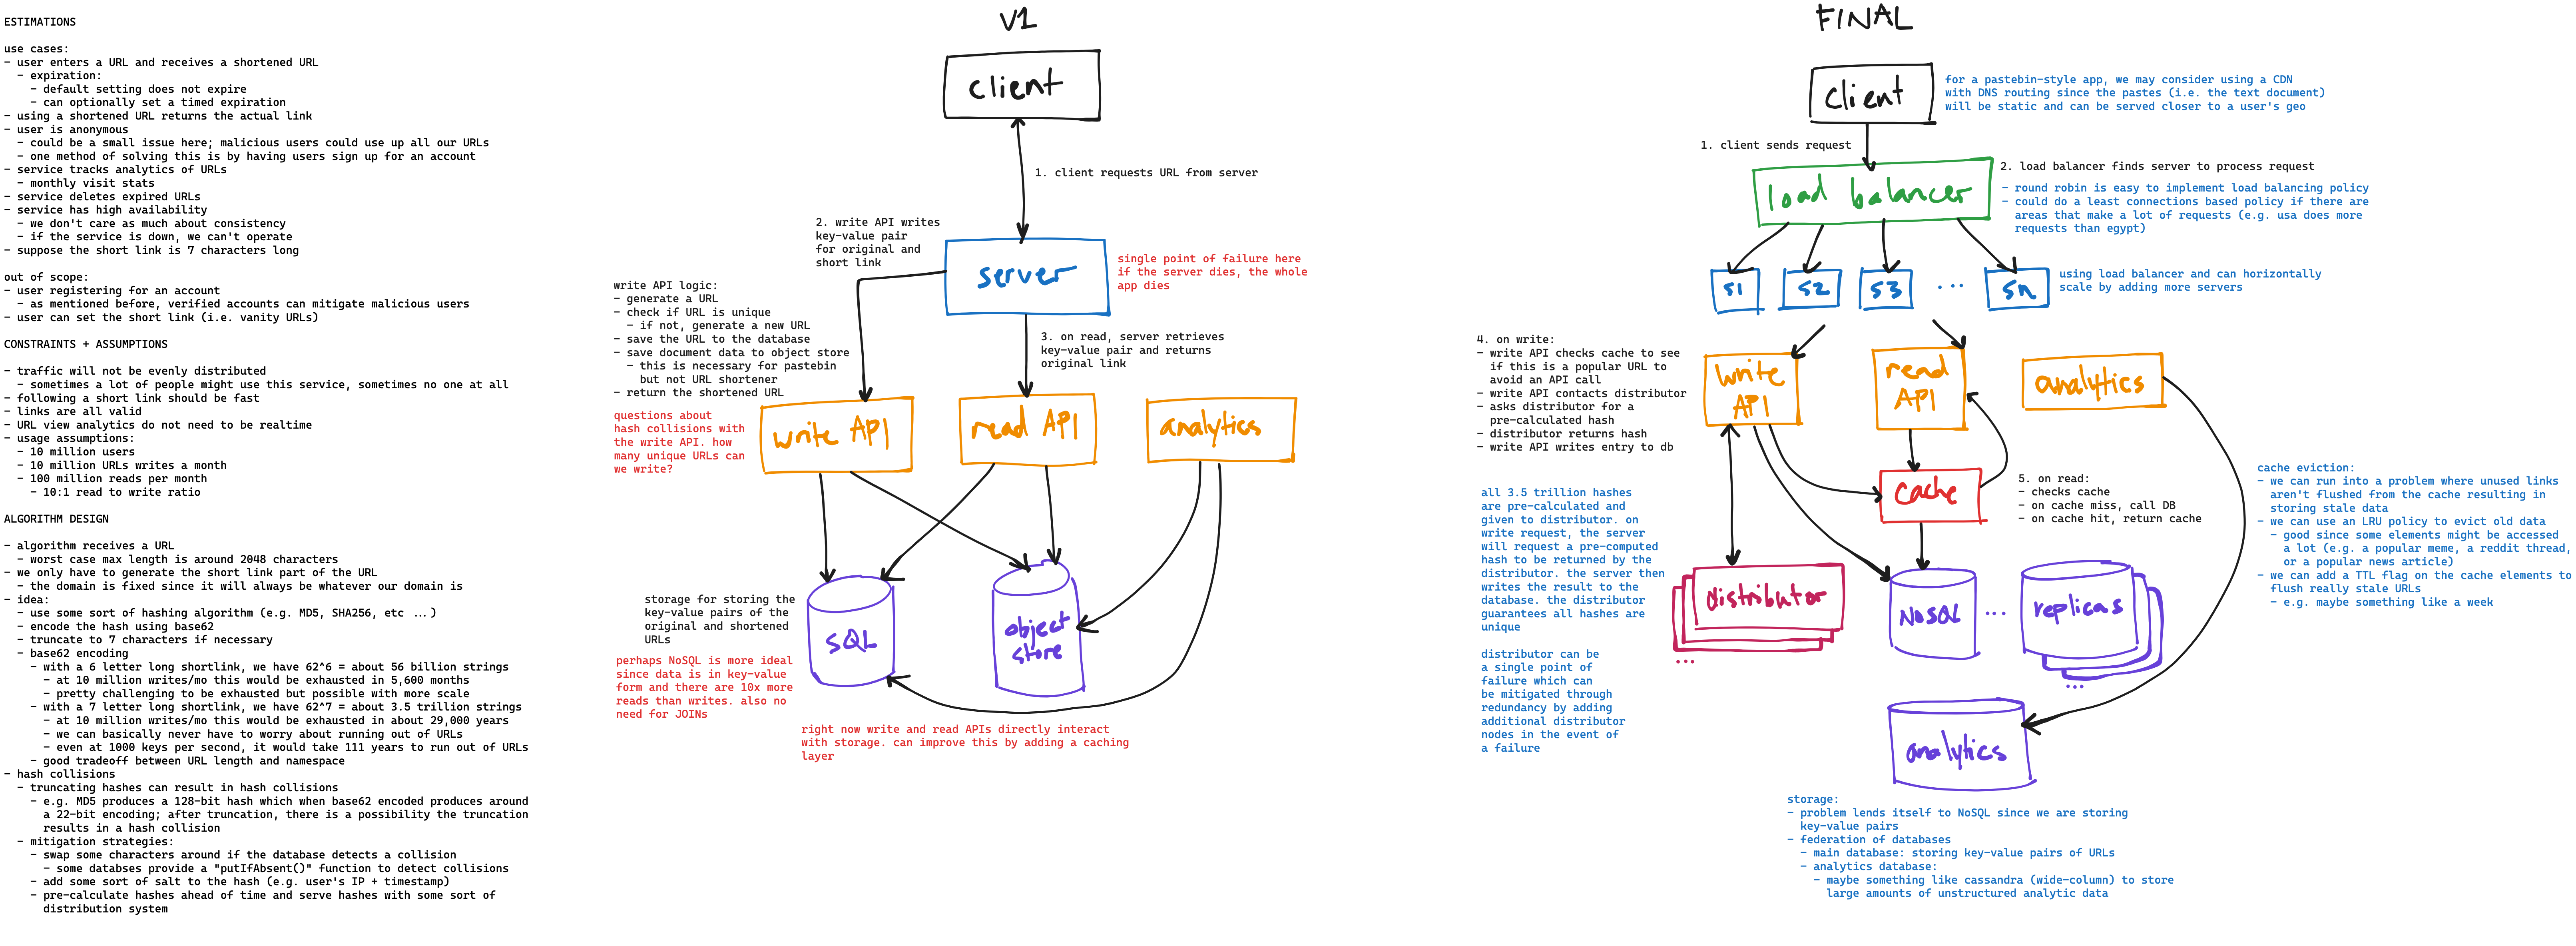 ESTIMATIONS
use cases:
- user enters a URL and receives a shortened URL
- expiration:
- default setting does not expire
- can optionally set a timed expiration
- using a shortened URL returns the actual link
- user is anonymous
- could be a small issue here; malicious users could use up all our URLs
- one method of solving this is by having users sign up for an account
- service tracks analytics of URLs
- monthly visit stats
- service deletes expired URLs
- service has high availability
- we don't care as much about consistency
- if the service is down, we can't operate
- suppose the short link is 7 characters long
out of scope:
- user registering for an account
- as mentioned before, verified accounts can mitigate malicious users
- user can set the short link (i.e. vanity URLs)
CONSTRAINTS + ASSUMPTIONS
- traffic will not be evenly distributed
- sometimes a lot of people might use this service, sometimes no one at all
- following a short link should be fast
- links are all valid
- URL view analytics do not need to be realtime
- usage assumptions:
- 10 million users
- 10 million URLs writes a month
- 100 million reads per month
- 10:1 read to write ratio
ALGORITHM DESIGN
- algorithm receives a URL
- worst case max length is around 2048 characters
- we only have to generate the short link part of the URL
- the domain is fixed since it will always be whatever our domain is
- idea:
- use some sort of hashing algorithm (e.g. MD5, SHA256, etc ...)
- encode the hash using base62
- truncate to 7 characters if necessary
- base62 encoding
- with a 6 letter long shortlink, we have 62^6 = about 56 billion strings
- at 10 million writes/mo this would be exhausted in 5,600 months
- pretty challenging to be exhausted but possible with more scale
- with a 7 letter long shortlink, we have 62^7 = about 3.5 trillion strings
- at 10 million writes/mo this would be exhausted in about 29,000 years
- we can basically never have to worry about running out of URLs
- even at 1000 keys per second, it would take 111 years to run out of URLs
- good tradeoff between URL length and namespace
- hash collisions
- truncating hashes can result in hash collisions
- e.g. MD5 produces a 128-bit hash which when base62 encoded produces around
a 22-bit encoding; after truncation, there is a possibility the truncation
results in a hash collision
- mitigation strategies:
- swap some characters around if the database detects a collision
- some databses provide a "putIfAbsent()" function to detect collisions
- add some sort of salt to the hash (e.g. user's IP + timestamp)
- pre-calculate hashes ahead of time and serve hashes with some sort of
distribution system
V1
client
1. client requests URL from server
2. write API writes
key-value pair
for original and
short link
server
single point of failure here
if the server dies, the whole
app dies
write API logic:
- generate a URL
- check if URL is unique
- if not, generate a new URL
- save the URL to the database
- save document data to object store
- this is necessary for pastebin
but not URL shortener
- return the shortened URL
3. on read, server retrieves
key-value pair and returns
original link
questions about
hash collisions with
the write API. how
many unique URLs can
we write?
write API
read API
analytics
storage for storing the
key-value pairs of the
original and shortened
URLs
SQL
object
store
perhaps NoSQL is more ideal
since data is in key-value
form and there are 10x more
reads than writes. also no
need for JOINs
right now write and read APIs directly interact
with storage. can improve this by adding a caching
layer
FINAL
client
for a pastebin-style app, we may consider using a CDN
with DNS routing since the pastes (i.e. the text document)
will be static and can be served closer to a user's geo
1. client sends request
load balancer
2. load balancer finds server to process request
- round robin is easy to implement load balancing policy
- could do a least connections based policy if there are
areas that make a lot of requests (e.g. usa does more
requests than egypt)
S1
S2
S3
...
Sn
using load balancer and can horizontally
scale by adding more servers
4. on write:
- write API checks cache to see
if this is a popular URL to
avoid an API call
- write API contacts distributor
- asks distributor for a
pre-calculated hash
- distributor returns hash
- write API writes entry to db
write
API
read
API
analytics
cache
5. on read:
- checks cache
- on cache miss, call DB
- on cache hit, return cache
cache eviction:
- we can run into a problem where unused links
aren't flushed from the cache resulting in
storing stale data
- we can use an LRU policy to evict old data
- good since some elements might be accessed
a lot (e.g. a popular meme, a reddit thread,
or a popular news article)
- we can add a TTL flag on the cache elements to
flush really stale URLs
- e.g. maybe something like a week
all 3.5 trillion hashes
are pre-calculated and
given to distributor. on
write request, the server
will request a pre-computed
hash to be returned by the
distributor. the server then
writes the result to the
database. the distributor
guarantees all hashes are
unique
distributor can be
a single point of
failure which can
be mitigated through
redundancy by adding
additional distributor
nodes in the event of
a failure
distributor
...
NoSQL
...
replicas
...
analytics
storage:
- problem lends itself to NoSQL since we are storing
key-value pairs
- federation of databases
- main database: storing key-value pairs of URLs
- analytics database:
- maybe something like cassandra (wide-column) to store
large amounts of unstructured analytic data